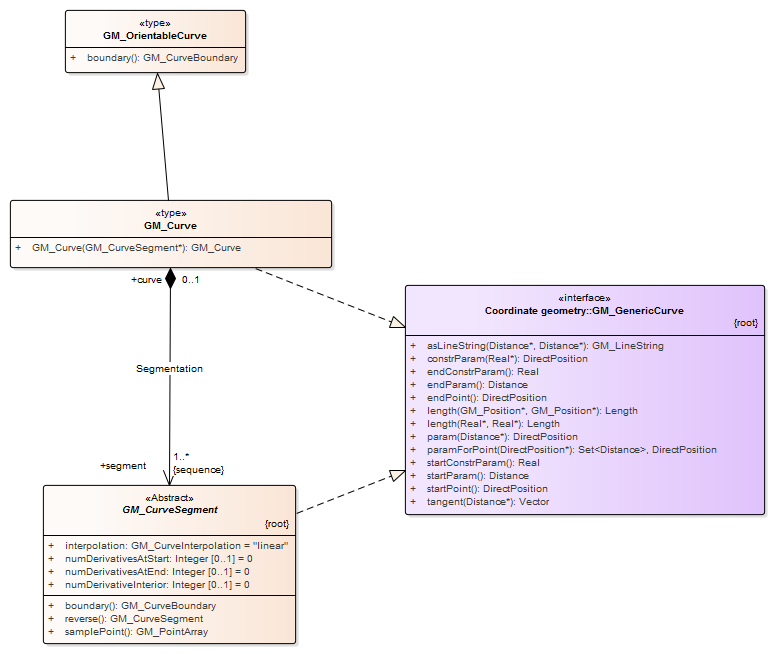 «type»
GM_OrientableCurve
+ boundary(): GM_CurveBoundary
«type»
GM_Curve
+ GM_Curve(GM_CurveSegment*): GM_Curve
+curve 0..1
Segmentation
+segment
1..*
{sequence}
«interface»
Coordinate geometry::GM_GenericCurve
{root}
+ asLineString(Distance*, Distance*): GM_LineString
+ constrParam(Real*): DirectPosition
+ endConstrParam(): Real
+ endParam(): Distance
+ endPoint(): DirectPosition
+ length(GM_Position*, GM_Position*): Length
+ length(Real*, Real*): Length
+ param(Distance*): DirectPosition
+ paramForPoint(DirectPosition*): Set<Distance>, DirectPosition
+ startConstrParam(): Real
+ startParam(): Distance
+ startPoint(): DirectPosition
+ tangent(Distance*): Vector
«Abstract»
GM_CurveSegment
{root}
+ interpolation: GM_CurveInterpolation = "linear"
+ numDerivativesAtStart: Integer [0..1] = 0
+ numDerivativesAtEnd: Integer [0..1] = 0
+ numDerivativeInterior: Integer [0..1] = 0
+ boundary(): GM_CurveBoundary
+ reverse(): GM_CurveSegment
+ samplePoint(): GM_PointArray